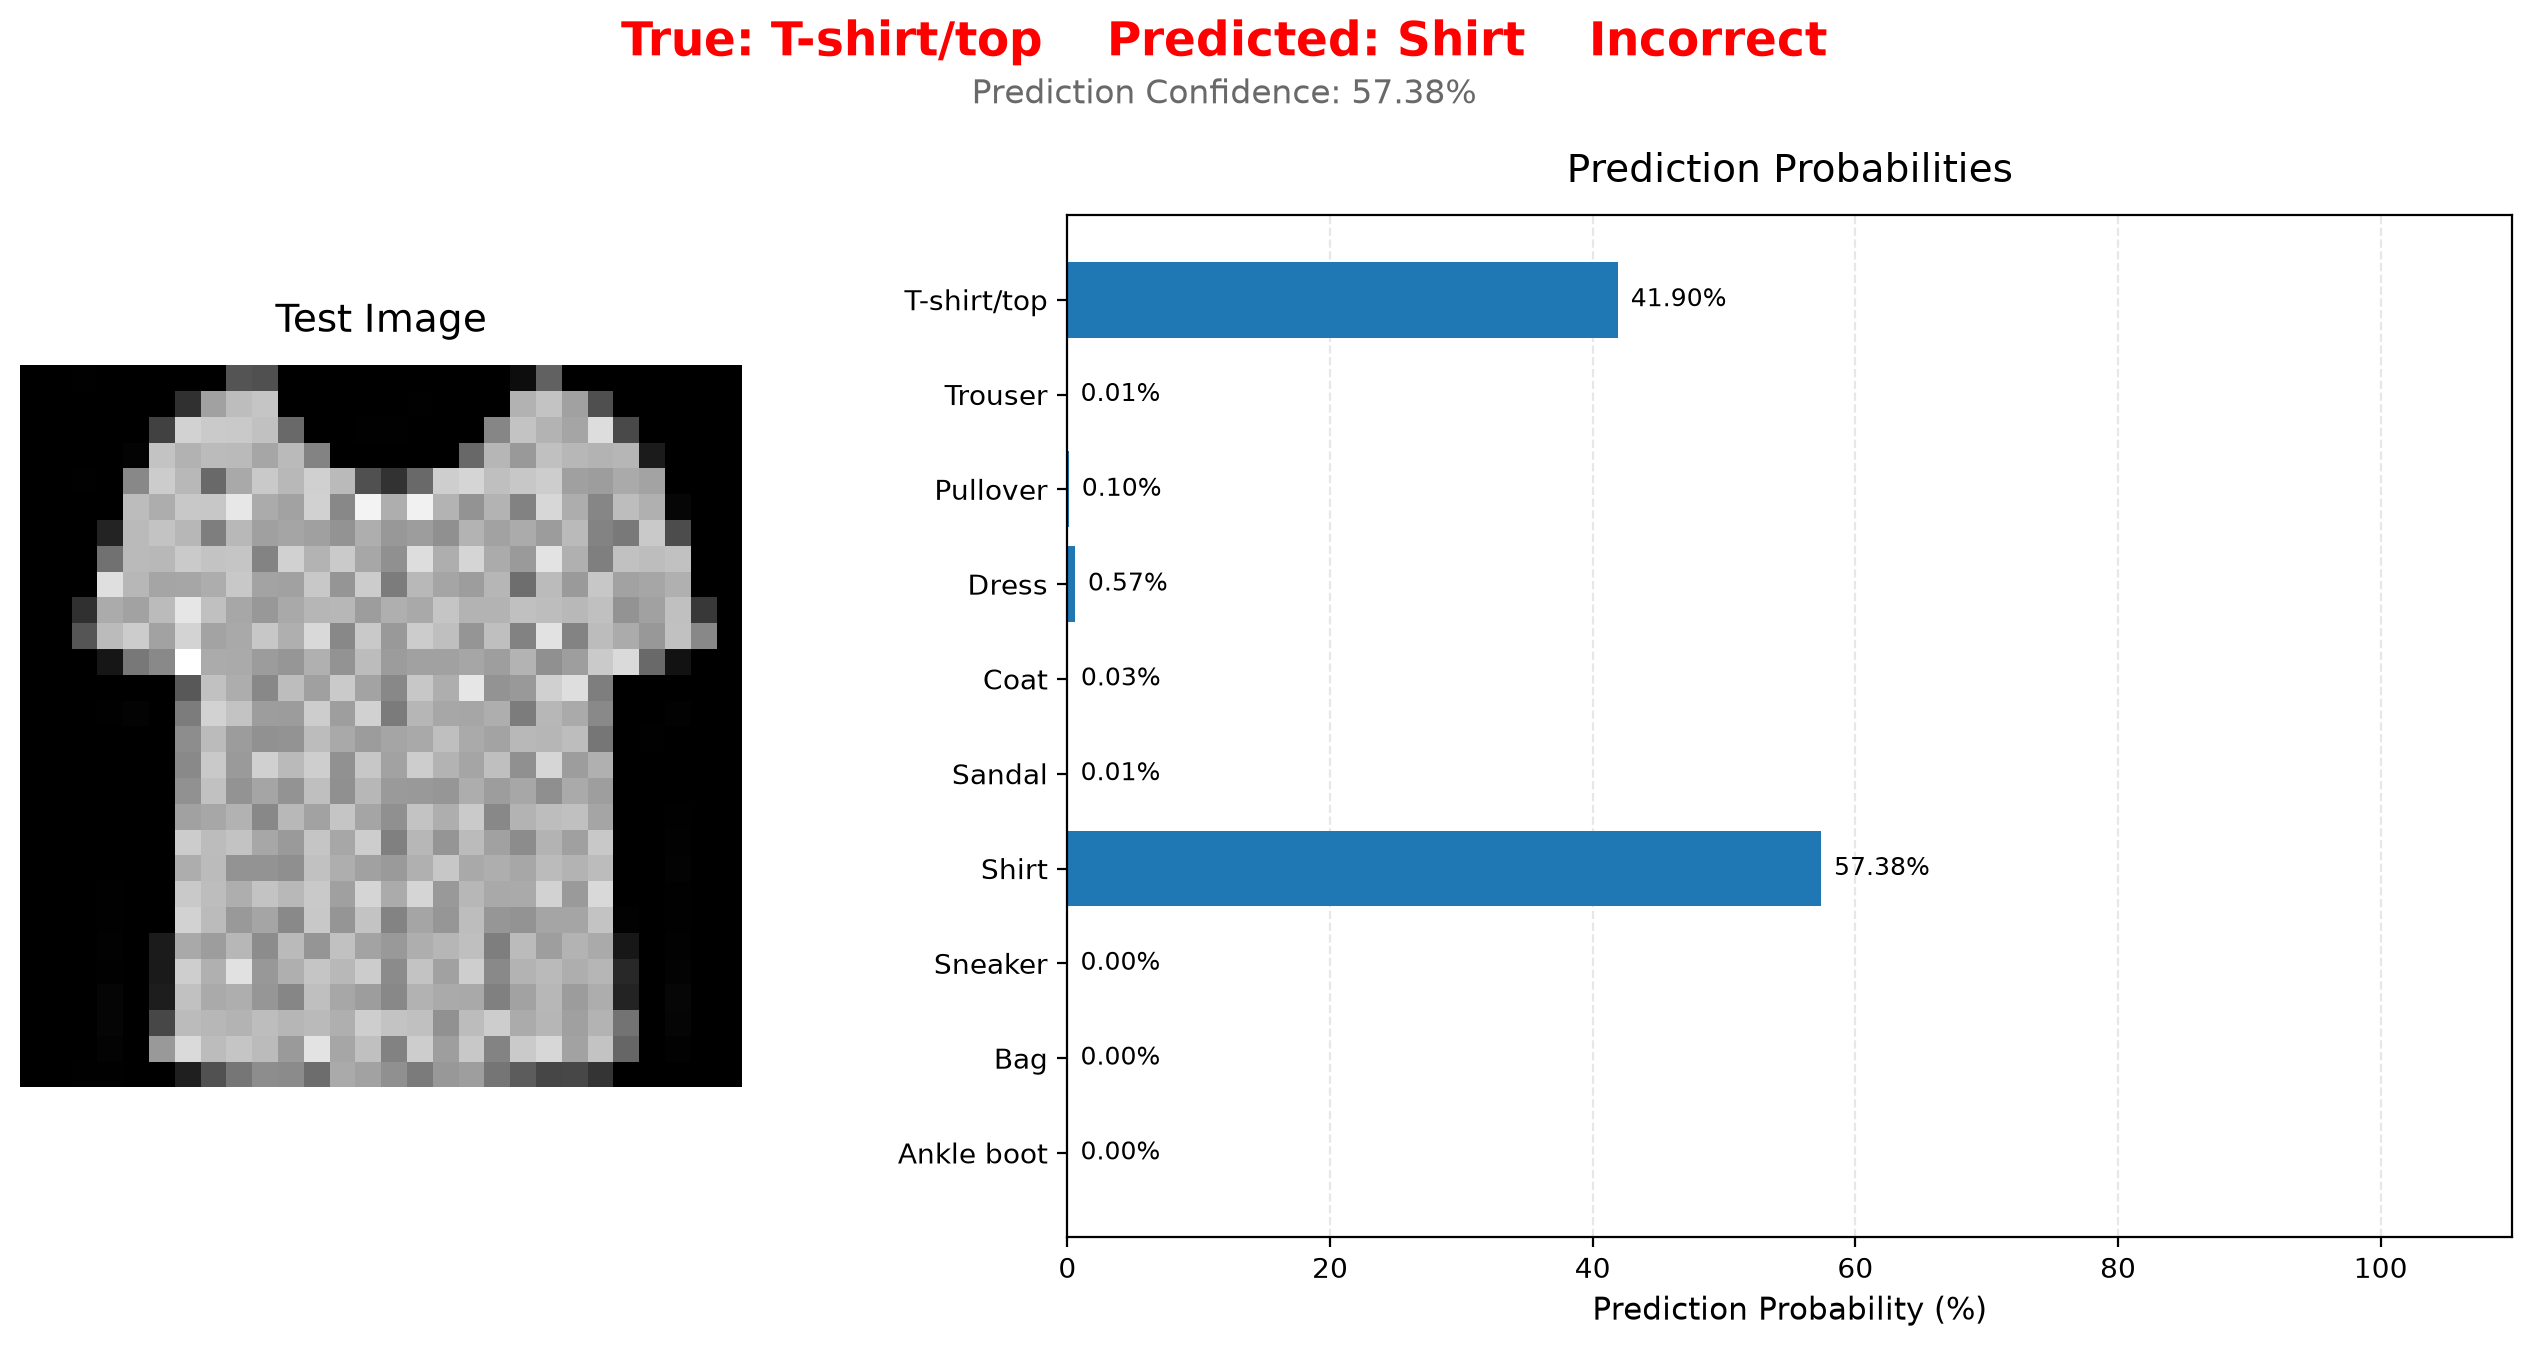 True: T-shirt/top    Predicted: Shirt    Incorrect
Prediction Confidence: 57.38%
Test Image
Prediction Probabilities
T-shirt/top 41.90%
Trouser 0.01%
Pullover 0.10%
Dress 0.57%
Coat 0.03%
Sandal 0.01%
Shirt 57.38%
Sneaker 0.00%
Bag 0.00%
Ankle boot 0.00%
0 20 40 60 80 100
Prediction Probability (%)